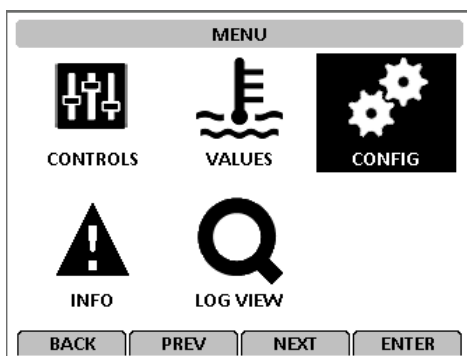 MENU
CONTROLS VALUES CONFIG
INFO LOG VIEW
BACK PREV NEXT ENTER